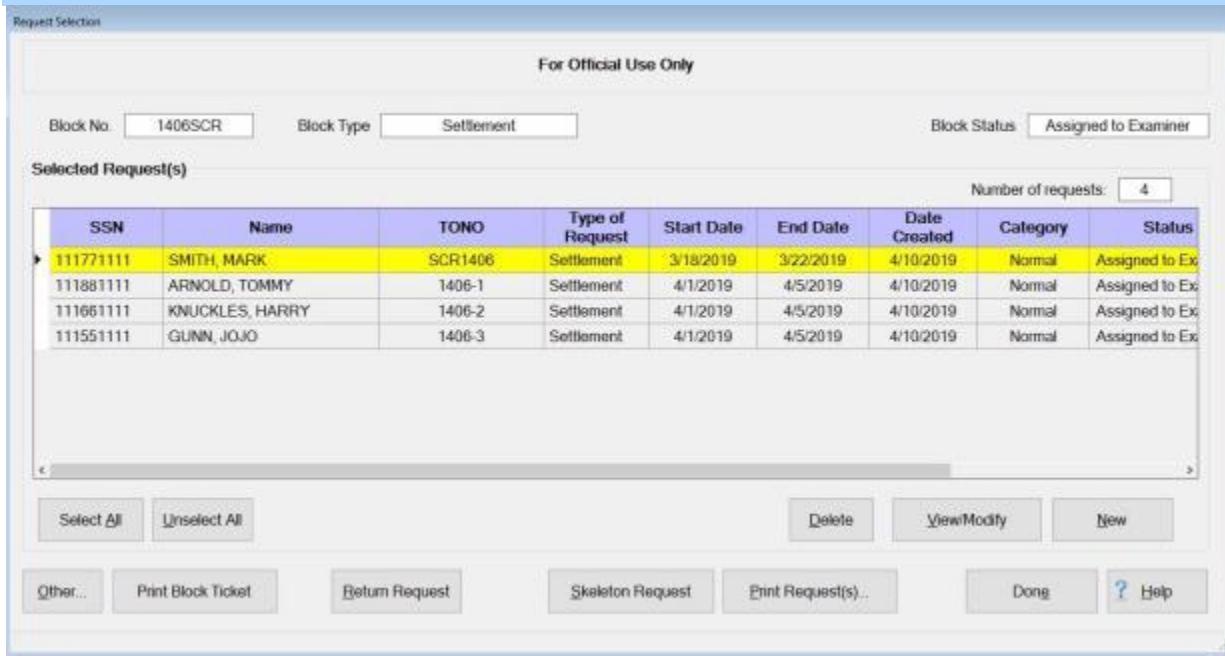 Request Selection
For Official Use Only
Block No. 1406SCR Block Type Settlement Block Status Assigned to Examiner
Selected Request(s)
Number of requests: 4
SSN Name TONO Type of Request Start Date End Date Date Created Category Status
111771111 SMITH, MARK SCR1406 Settlement 3/18/2019 3/22/2019 4/10/2019 Normal Assigned to Ex
111881111 ARNOLD, TOMMY 1406-1 Settlement 4/1/2019 4/5/2019 4/10/2019 Normal Assigned to Ex
111661111 KNUCKLES, HARRY 1406-2 Settlement 4/1/2019 4/5/2019 4/10/2019 Normal Assigned to Ex
111551111 GUNN, JOJO 1406-3 Settlement 4/1/2019 4/5/2019 4/10/2019 Normal Assigned to Ex
Select All Unselect All Delete View/Modify New
Other... Print Block Ticket Return Request Skeleton Request Print Request(s)... Done ? Help